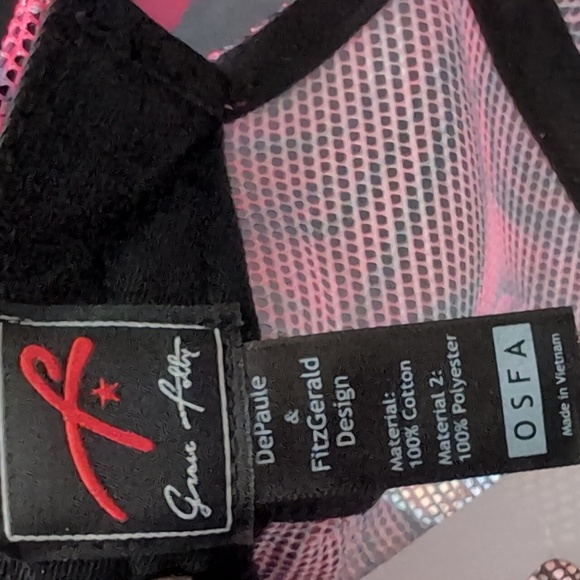 Grace Folly
DePaule
&
FitzGerald
Design
Material:
100% Cotton
Material 2:
100% Polyester
OSFA
Made in Vietnam